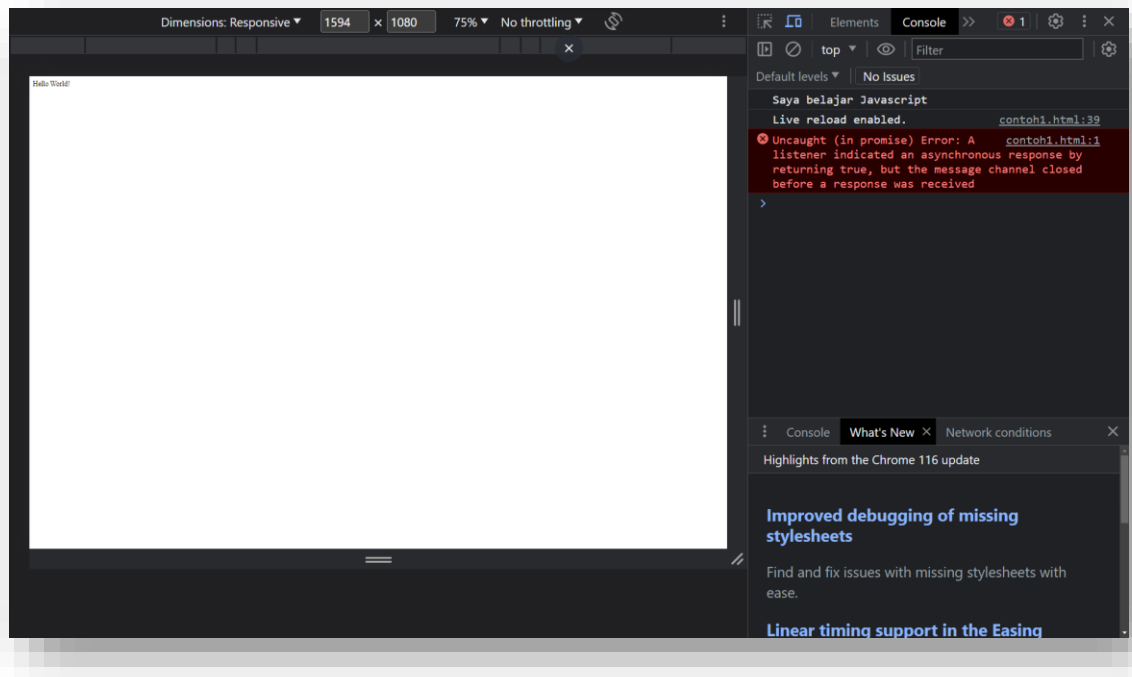 Dimensions: Responsive 1594 × 1080 75% No throttling
Hello World!
Elements Console 1
top Filter
Default levels No Issues
Saya belajar Javascript
Live reload enabled. contoh1.html:39
Uncaught (in promise) Error: A contoh1.html:1
listener indicated an asynchronous response by
returning true, but the message channel closed
before a response was received
Console What's New Network conditions
Highlights from the Chrome 116 update
Improved debugging of missing
stylesheets
Find and fix issues with missing stylesheets with
ease.
Linear timing support in the Easing